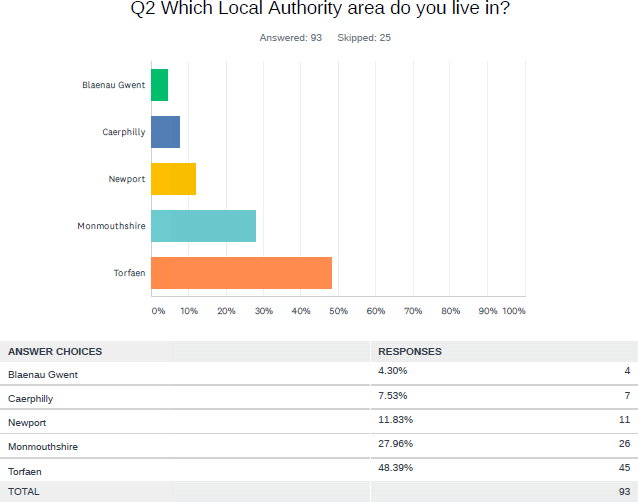 Q2 Which Local Authority area do you live in?
Answered: 93 Skipped: 25
Blaenau Gwent
Caerphilly
Newport
Monmouthshire
Torfaen
0% 10% 20% 30% 40% 50% 60% 70% 80% 90% 100%
ANSWER CHOICES RESPONSES
Blaenau Gwent 4.30% 4
Caerphilly 7.53% 7
Newport 11.83% 11
Monmouthshire 27.96% 26
Torfaen 48.39% 45
TOTAL 93